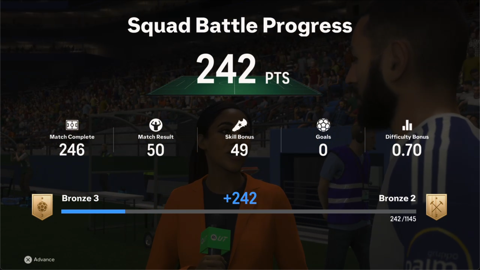 Squad Battle Progress
242 PTS
Match Complete
246
Match Result
50
Skill Bonus
49
Goals
0
Difficulty Bonus
0.70
Bronze 3
+242
Bronze 2
242 /1145
Advance